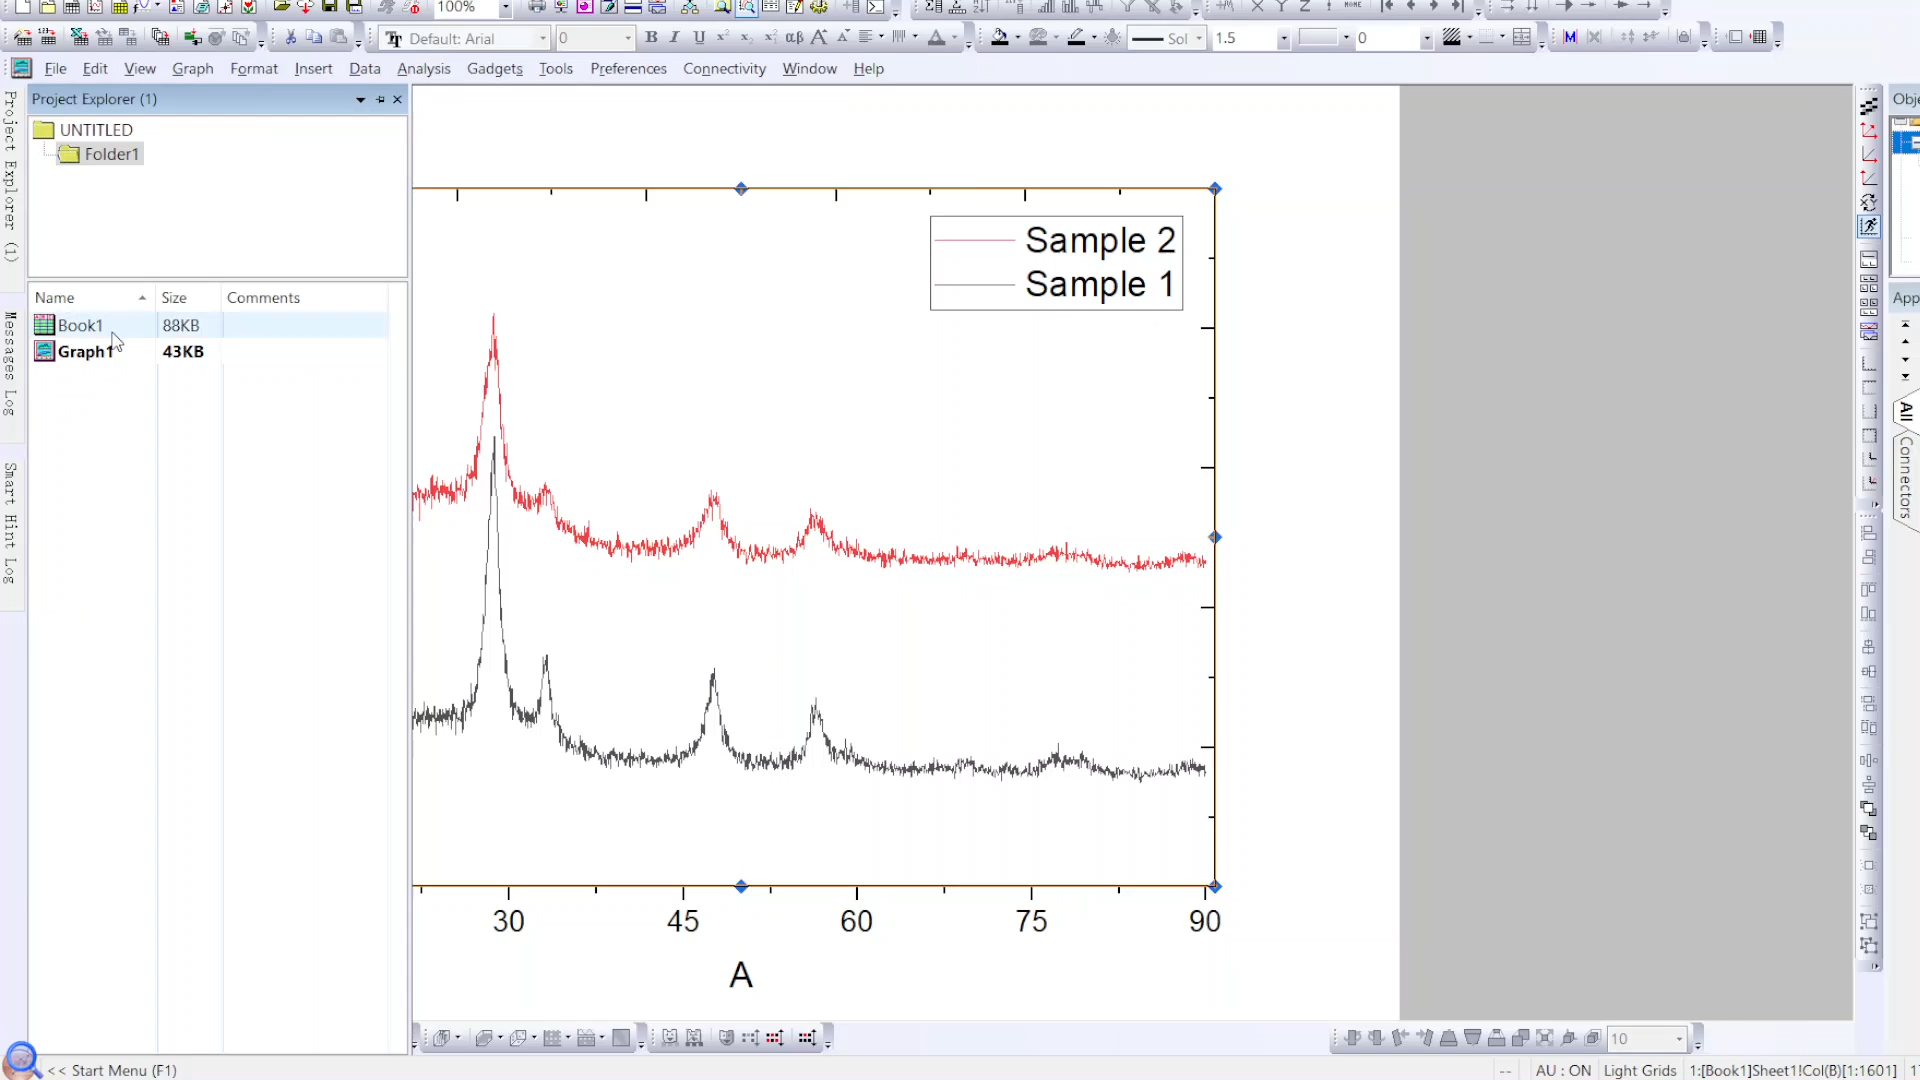 100%
Default: Arial
0
B I U x² x₂ αβ A
Sol
1.5
0
File Edit View Graph Format Insert Data Analysis Gadgets Tools Preferences Connectivity Window Help
Project Explorer (1)
Project Explorer (1)
Messages Log
Smart Hint Log
UNTITLED
Folder1
Name Size Comments
Book1 88KB
Graph1 43KB
Sample 2
Sample 1
30 45 60 75 90
A
Obje
App
All
Connectors
10
<< Start Menu (F1)
-- AU : ON Light Grids 1:[Book1]Sheet1!Col(B)[1:1601]